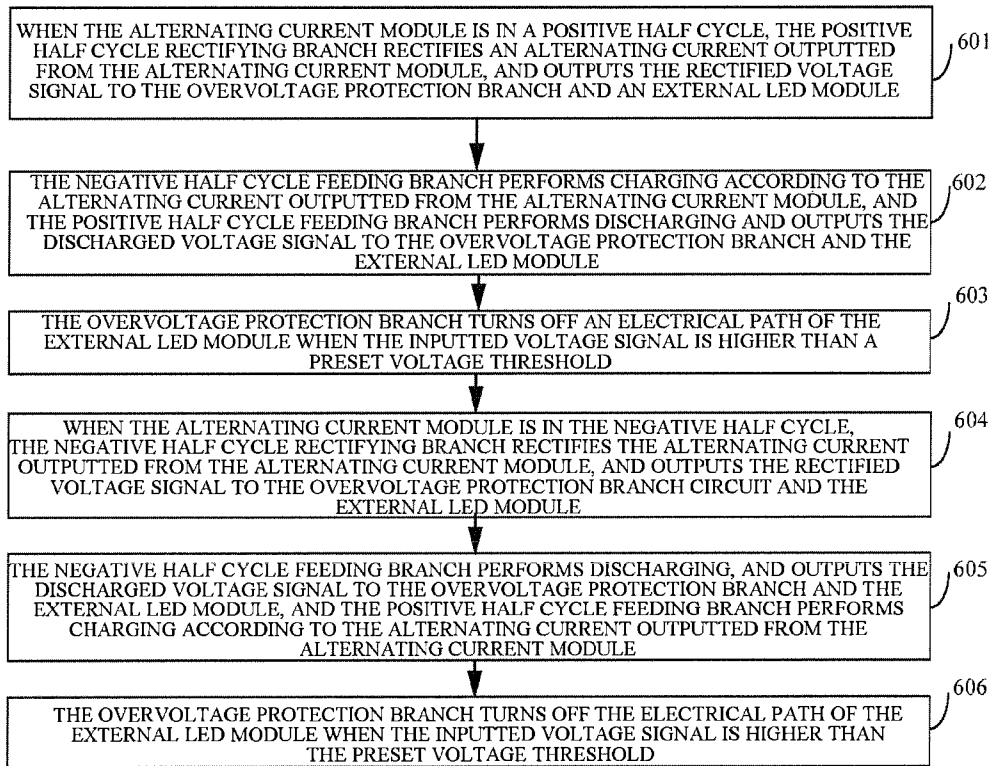 WHEN THE ALTERNATING CURRENT MODULE IS IN A POSITIVE HALF CYCLE, THE POSITIVE
HALF CYCLE RECTIFYING BRANCH RECTIFIES AN ALTERNATING CURRENT OUTPUTTED
FROM THE ALTERNATING CURRENT MODULE, AND OUTPUTS THE RECTIFIED VOLTAGE
SIGNAL TO THE OVERVOLTAGE PROTECTION BRANCH AND AN EXTERNAL LED MODULE
601
THE NEGATIVE HALF CYCLE FEEDING BRANCH PERFORMS CHARGING ACCORDING TO THE
ALTERNATING CURRENT OUTPUTTED FROM THE ALTERNATING CURRENT MODULE, AND
THE POSITIVE HALF CYCLE FEEDING BRANCH PERFORMS DISCHARGING AND OUTPUTS THE
DISCHARGED VOLTAGE SIGNAL TO THE OVERVOLTAGE PROTECTION BRANCH AND THE
EXTERNAL LED MODULE
602
THE OVERVOLTAGE PROTECTION BRANCH TURNS OFF AN ELECTRICAL PATH OF THE
EXTERNAL LED MODULE WHEN THE INPUTTED VOLTAGE SIGNAL IS HIGHER THAN A
PRESET VOLTAGE THRESHOLD
603
WHEN THE ALTERNATING CURRENT MODULE IS IN THE NEGATIVE HALF CYCLE,
THE NEGATIVE HALF CYCLE RECTIFYING BRANCH RECTIFIES THE ALTERNATING CURRENT
OUTPUTTED FROM THE ALTERNATING CURRENT MODULE, AND OUTPUTS THE RECTIFIED
VOLTAGE SIGNAL TO THE OVERVOLTAGE PROTECTION BRANCH CIRCUIT AND THE
EXTERNAL LED MODULE
604
THE NEGATIVE HALF CYCLE FEEDING BRANCH PERFORMS DISCHARGING, AND OUTPUTS THE
DISCHARGED VOLTAGE SIGNAL TO THE OVERVOLTAGE PROTECTION BRANCH AND THE
EXTERNAL LED MODULE, AND THE POSITIVE HALF CYCLE FEEDING BRANCH PERFORMS
CHARGING ACCORDING TO THE ALTERNATING CURRENT OUTPUTTED FROM THE
ALTERNATING CURRENT MODULE
605
THE OVERVOLTAGE PROTECTION BRANCH TURNS OFF THE ELECTRICAL PATH OF THE
EXTERNAL LED MODULE WHEN THE INPUTTED VOLTAGE SIGNAL IS HIGHER THAN
THE PRESET VOLTAGE THRESHOLD
606